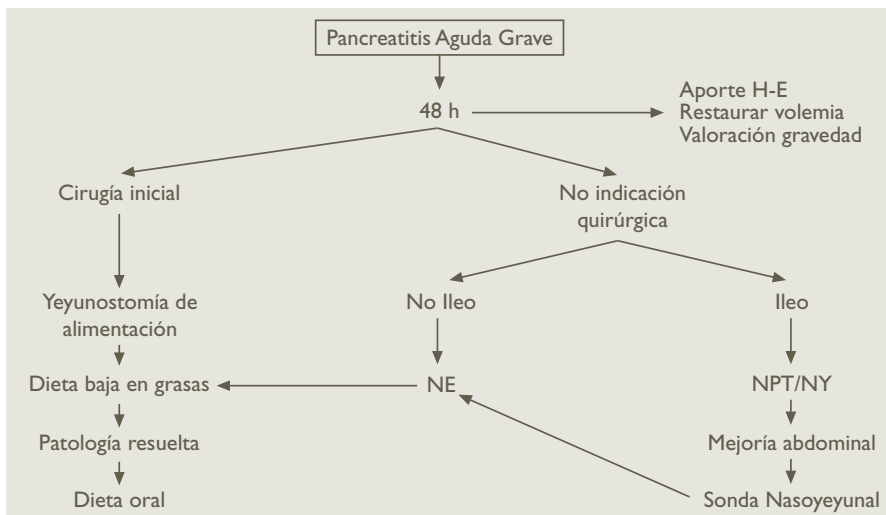 Pancreatitis Aguda Grave
48 h
Aporte H-E
Restaurar volemia
Valoración gravedad
Cirugía inicial
No indicación
quirúrgica
Yeyunostomía de
alimentación
No Ileo
Ileo
Dieta baja en grasas
NE
NPT/NY
Patología resuelta
Mejoría abdominal
Dieta oral
Sonda Nasoyeyunal